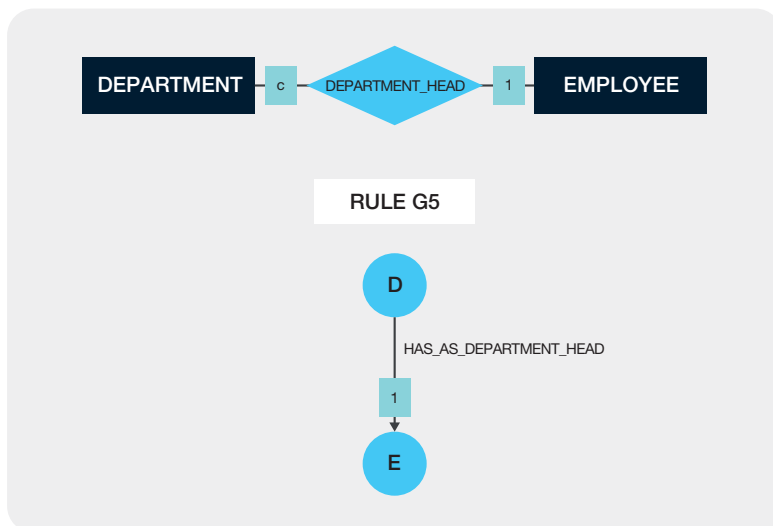 DEPARTMENT c DEPARTMENT_HEAD 1 EMPLOYEE
RULE G5
D
HAS_AS_DEPARTMENT_HEAD
1
E